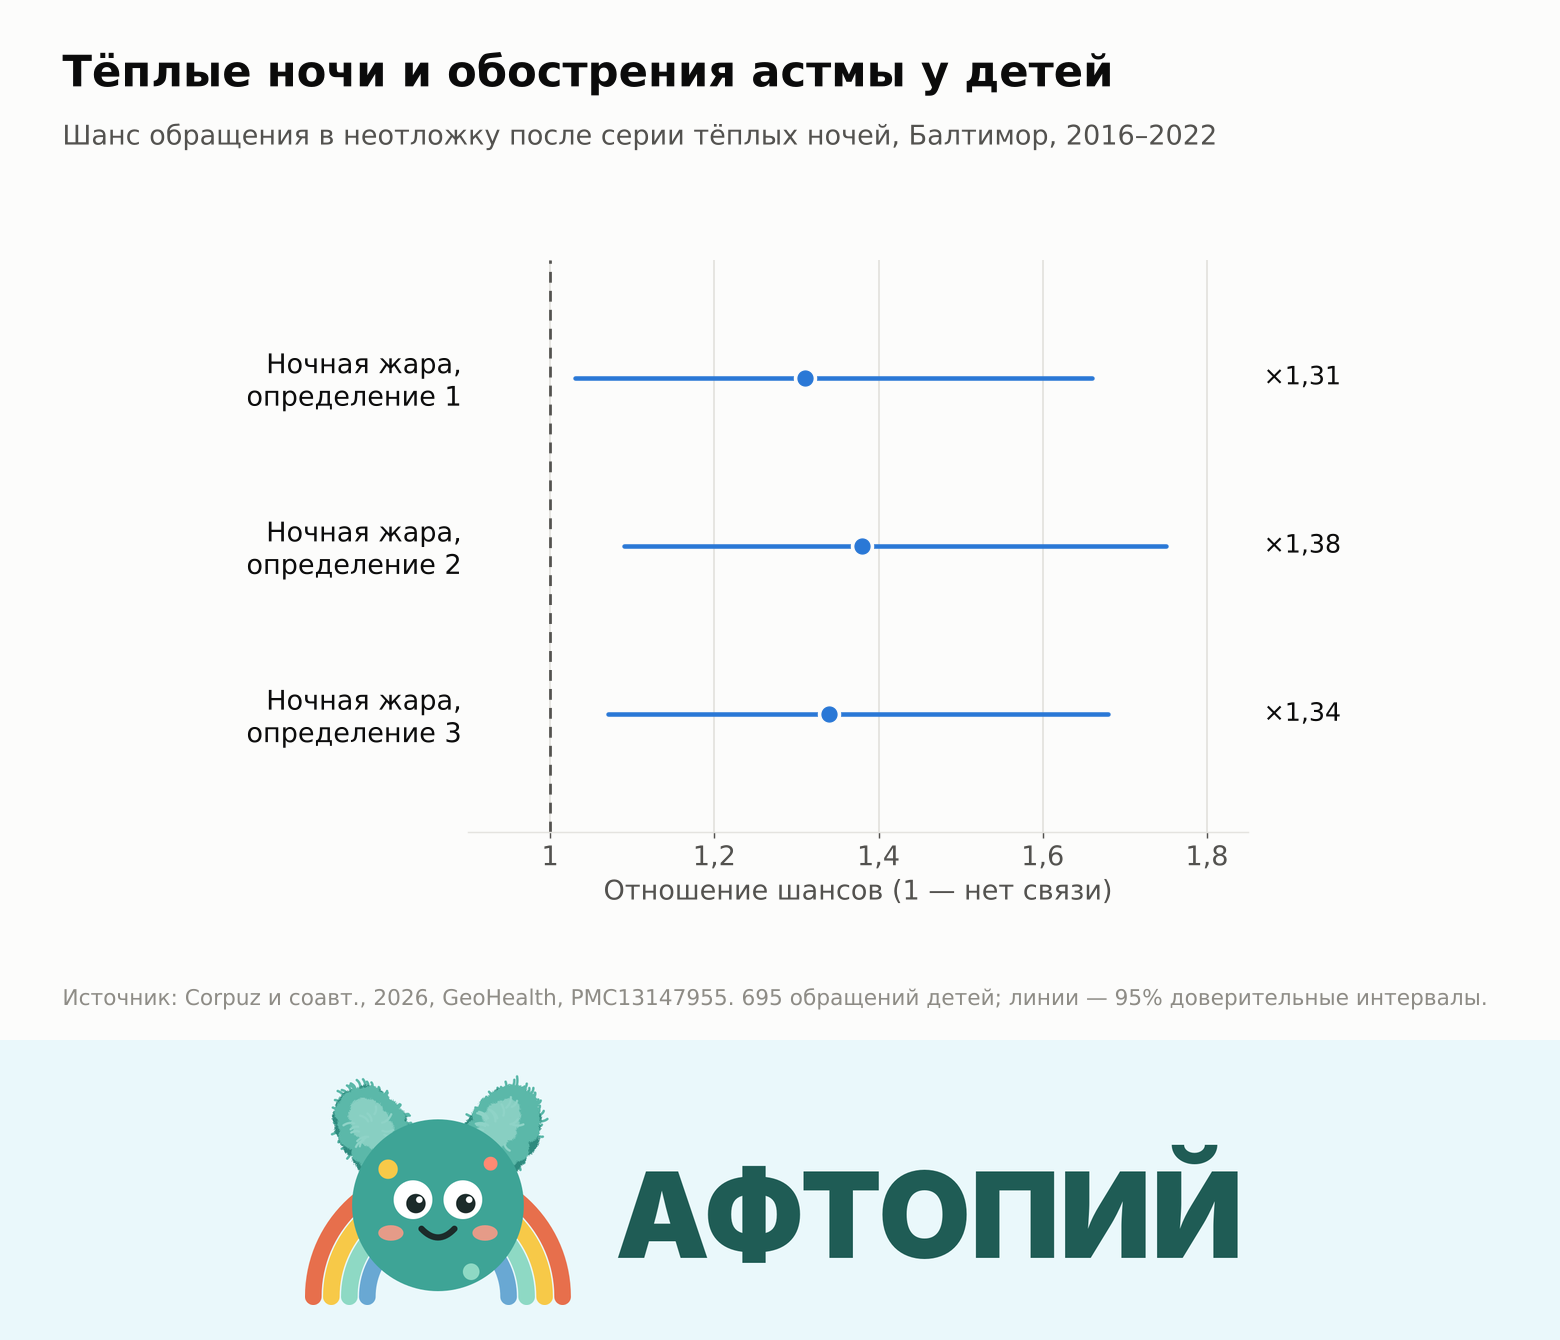 Тёплые ночи и обострения астмы у детей
Шанс обращения в неотложку после серии тёплых ночей, Балтимор, 2016–2022
Ночная жара,
определение 1
×1,31
Ночная жара,
определение 2
×1,38
Ночная жара,
определение 3
×1,34
1 1,2 1,4 1,6 1,8
Отношение шансов (1 — нет связи)
Источник: Corpuz и соавт., 2026, GeoHealth, PMC13147955. 695 обращений детей; линии — 95% доверительные интервалы.
АФТОПИЙ